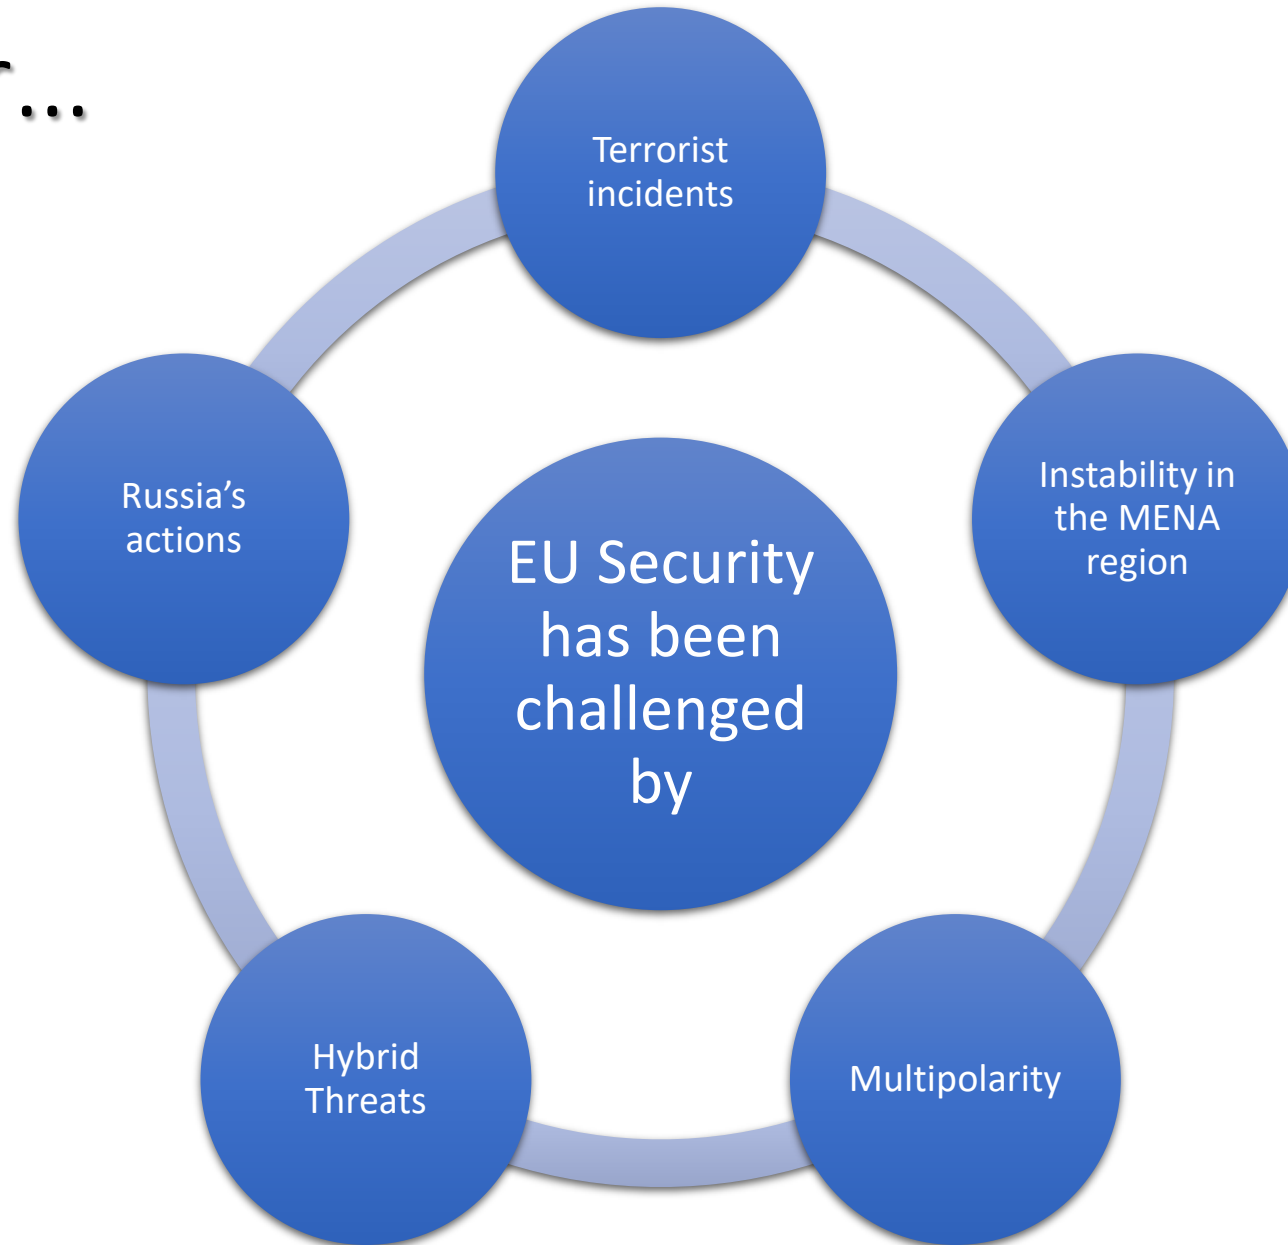 r...
Terrorist
incidents
Instability in
the MENA
region
Multipolarity
Hybrid
Threats
Russia’s
actions
EU Security
has been
challenged
by